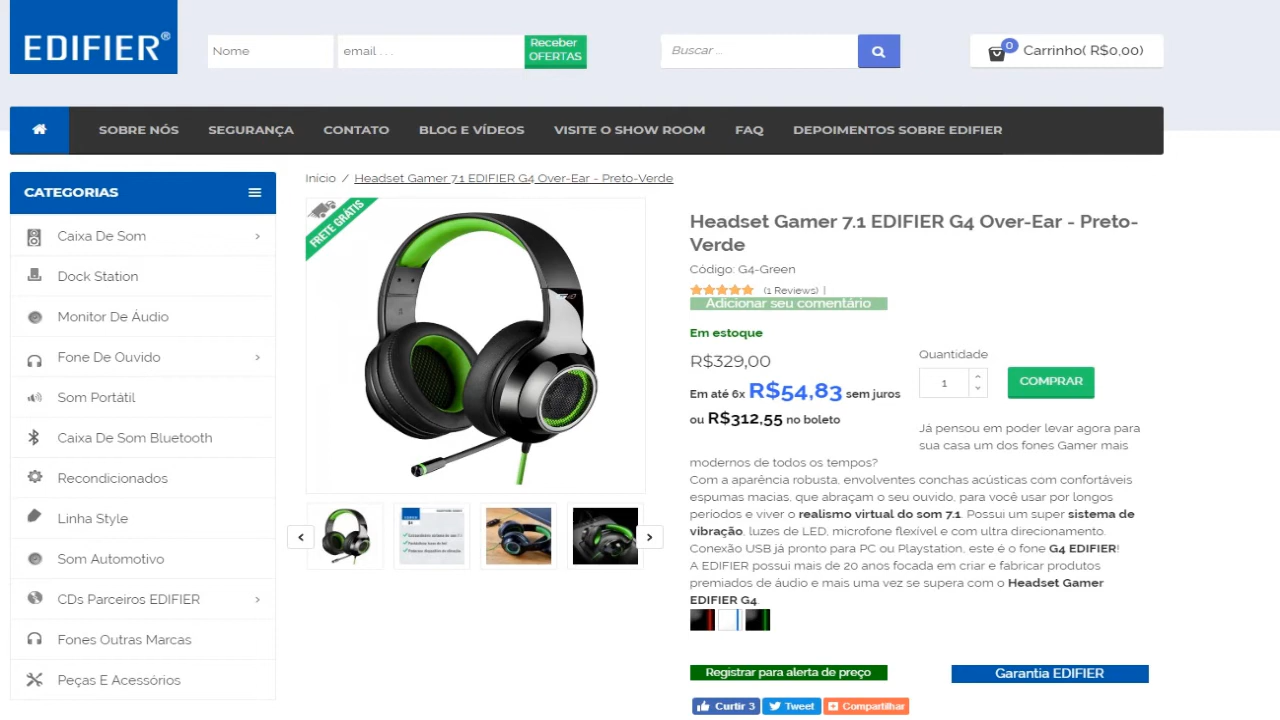 EDIFIER®
Nome
email . . .
Receber
OFERTAS
Buscar ...
0
Carrinho( R$0,00)
SOBRE NÓS
SEGURANÇA
CONTATO
BLOG E VÍDEOS
VISITE O SHOW ROOM
FAQ
DEPOIMENTOS SOBRE EDIFIER
CATEGORIAS
Caixa De Som
Dock Station
Monitor De Áudio
Fone De Ouvido
Som Portátil
Caixa De Som Bluetooth
Recondicionados
Linha Style
Som Automotivo
CDs Parceiros EDIFIER
Fones Outras Marcas
Peças E Acessórios
Início / Headset Gamer 7.1 EDIFIER G4 Over-Ear - Preto-Verde
FRETE GRÁTIS
Headset Gamer 7.1 EDIFIER G4 Over-Ear - Preto-
Verde
Código: G4-Green
(1 Reviews) |
Adicionar seu comentário
Em estoque
R$329,00
Em até 6x R$54,83 sem juros
ou R$312,55 no boleto
Quantidade
1
COMPRAR
Já pensou em poder levar agora para
sua casa um dos fones Gamer mais
modernos de todos os tempos?
Com a aparência robusta, envolventes conchas acústicas com confortáveis
espumas macias, que abraçam o seu ouvido, para você usar por longos
períodos e viver o realismo virtual do som 7.1. Possui um super sistema de
vibração, luzes de LED, microfone flexível e com ultra direcionamento.
Conexão USB já pronto para PC ou Playstation, este é o fone G4 EDIFIER!
A EDIFIER possui mais de 20 anos focada em criar e fabricar produtos
premiados de áudio e mais uma vez se supera com o Headset Gamer
EDIFIER G4.
Registrar para alerta de preço
Garantia EDIFIER
Curtir 3
Tweet
Compartilhar